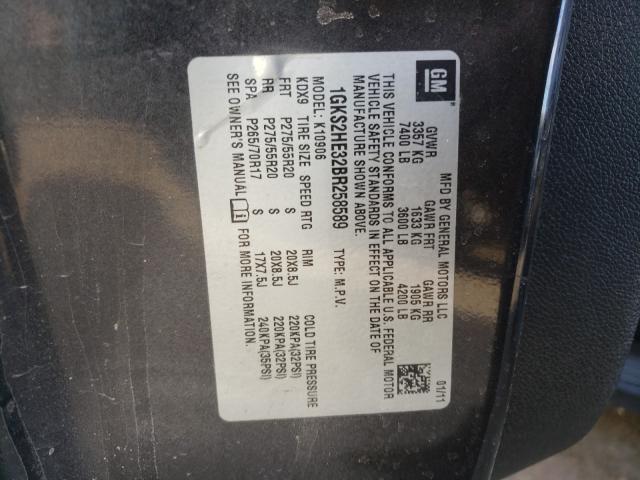 GM
MFD BY GENERAL MOTORS LLC 01/11
GVWR GAWR FRT GAWR RR
3357 KG 1633 KG 1905 KG
7400 LB 3600 LB 4200 LB
THIS VEHICLE CONFORMS TO ALL APPLICABLE U.S. FEDERAL MOTOR
VEHICLE SAFETY STANDARDS IN EFFECT ON THE DATE OF
MANUFACTURE SHOWN ABOVE.
1GKS2HE32BR258589 TYPE: M.P.V.
MODEL: K10906
KDX9 TIRE SIZE SPEED RTG RIM COLD TIRE PRESSURE
FRT P275/55R20 S 20X8.5J 220KPA(32PSI)
RR P275/55R20 S 20X8.5J 220KPA(32PSI)
SPA P265/70R17 S 17X7.5J 240KPA(35PSI)
SEE OWNER'S MANUAL FOR MORE INFORMATION.